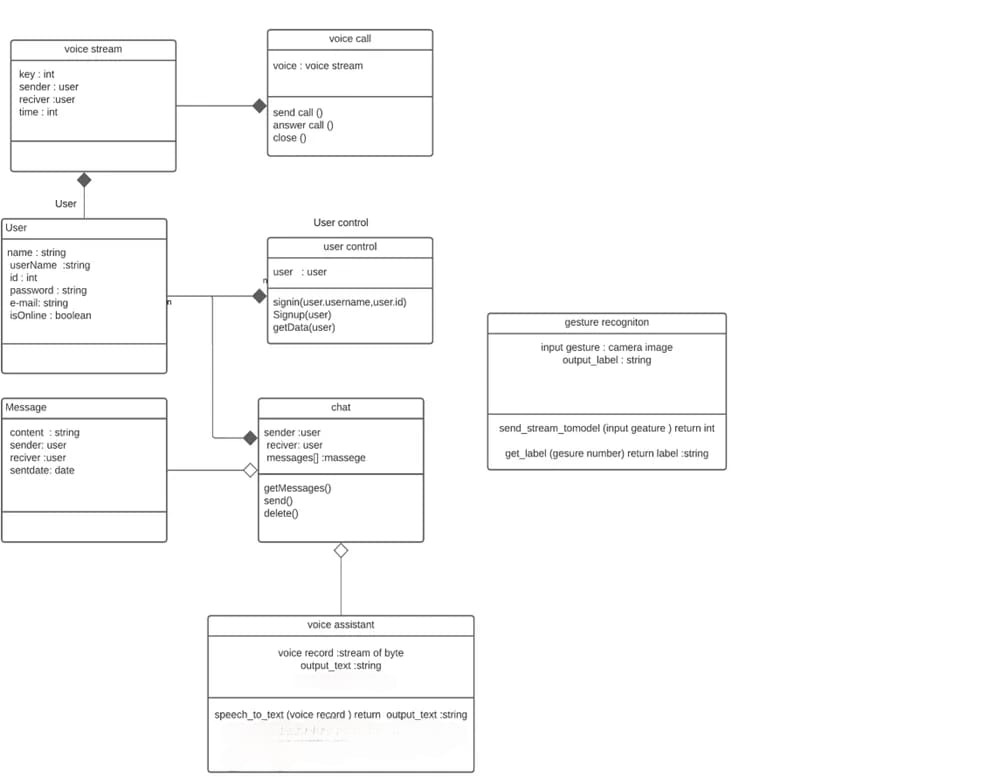 voice stream
key : int
sender : user
reciver :user
time : int
voice call
voice : voice stream
send call ()
answer call ()
close ()
User
User
name : string
userName :string
id : int
password : string
e-mail: string
isOnline : boolean
n
User control
user control
user : user
n
signin(user.username,user.id)
Signup(user)
getData(user)
gesture recogniton
input gesture : camera image
output_label : string
send_stream_tomodel (input geature ) return int
get_label (gesure number) return label :string
Message
content : string
sender: user
reciver :user
sentdate: date
chat
sender :user
reciver: user
messages[] :massege
getMessages()
send()
delete()
voice assistant
voice record :stream of byte
output_text :string
speech_to_text (voice record ) return output_text :string